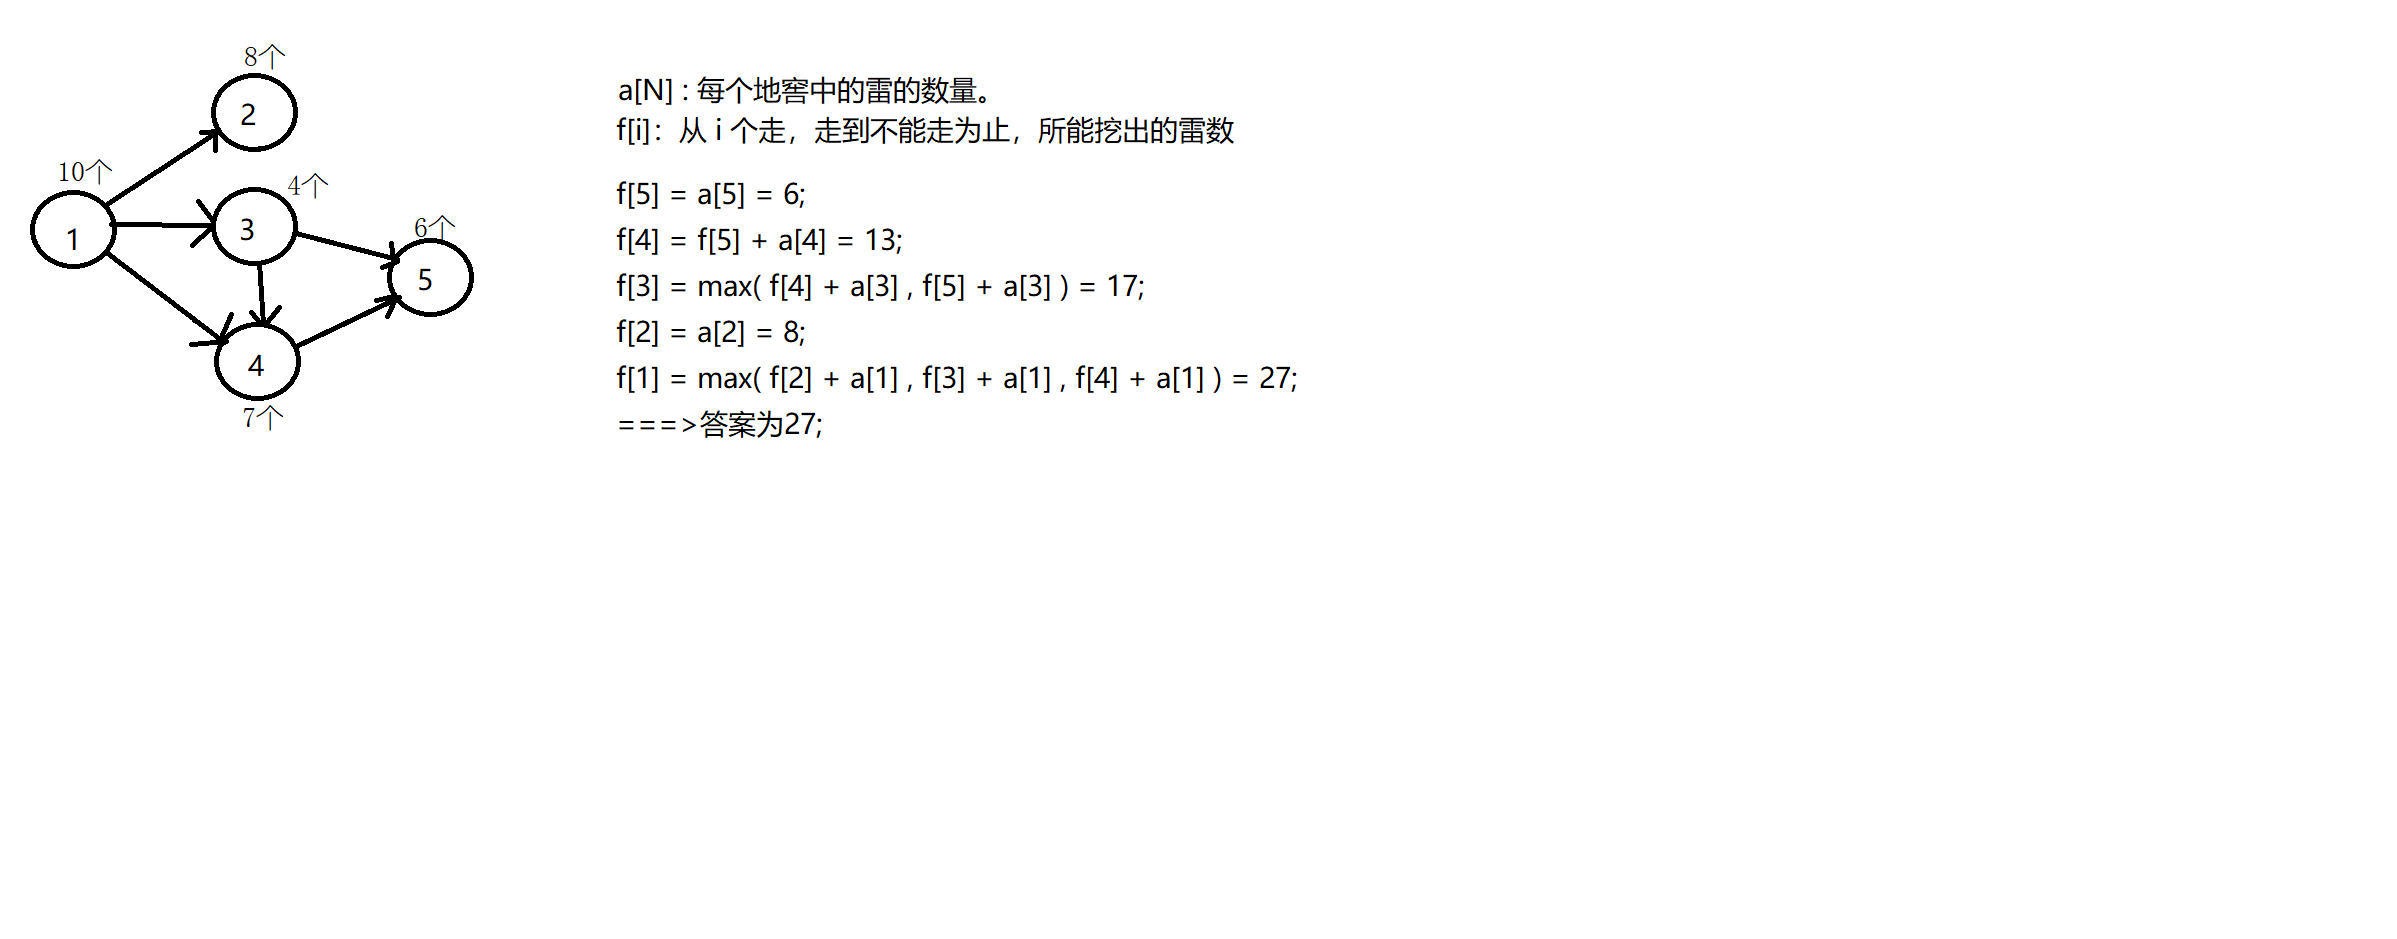 8个
2
10个
1
4个
3
6个
5
4
7个
a[N] : 每个地窖中的雷的数量。
f[i]：从 i 个走，走到不能走为止，所能挖出的雷数
f[5] = a[5] = 6;
f[4] = f[5] + a[4] = 13;
f[3] = max( f[4] + a[3] , f[5] + a[3] ) = 17;
f[2] = a[2] = 8;
f[1] = max( f[2] + a[1] , f[3] + a[1] , f[4] + a[1] ) = 27;
===>答案为27;